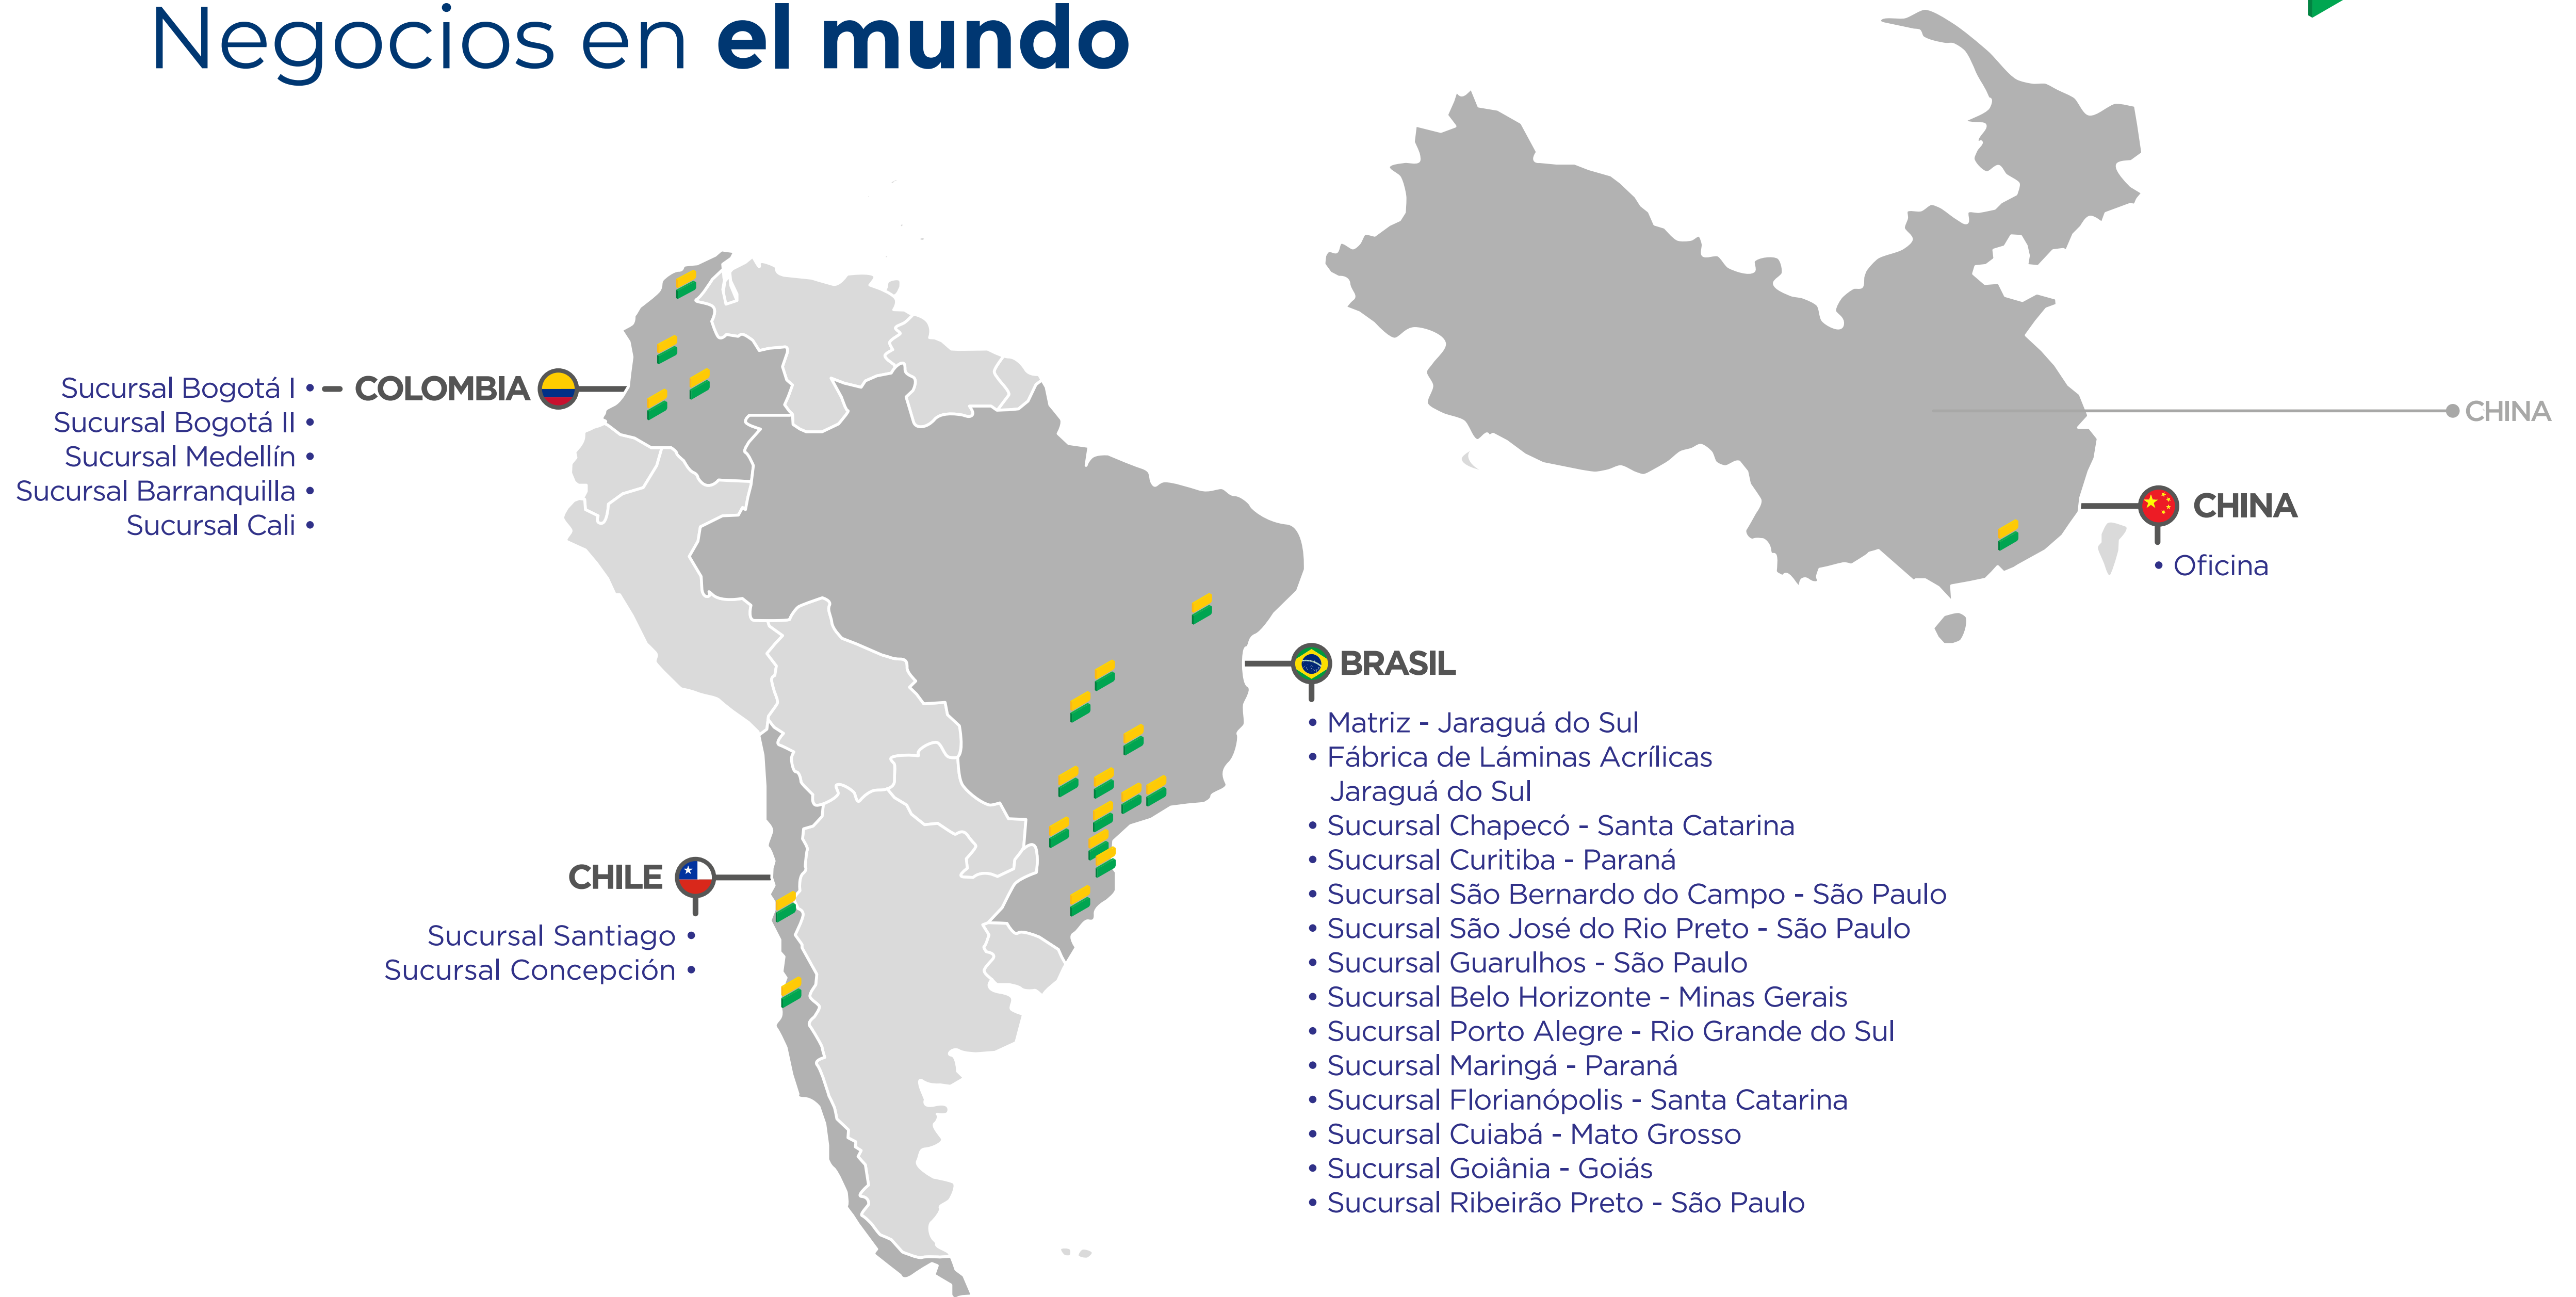 Negocios en el mundo
COLOMBIA
Sucursal Bogotá I •
Sucursal Bogotá II •
Sucursal Medellín •
Sucursal Barranquilla •
Sucursal Cali •
CHINA
CHINA
• Oficina
BRASIL
• Matriz - Jaraguá do Sul
• Fábrica de Láminas Acrílicas
Jaraguá do Sul
• Sucursal Chapecó - Santa Catarina
• Sucursal Curitiba - Paraná
• Sucursal São Bernardo do Campo - São Paulo
• Sucursal São José do Rio Preto - São Paulo
• Sucursal Guarulhos - São Paulo
• Sucursal Belo Horizonte - Minas Gerais
• Sucursal Porto Alegre - Rio Grande do Sul
• Sucursal Maringá - Paraná
• Sucursal Florianópolis - Santa Catarina
• Sucursal Cuiabá - Mato Grosso
• Sucursal Goiânia - Goiás
• Sucursal Ribeirão Preto - São Paulo
CHILE
Sucursal Santiago •
Sucursal Concepción •